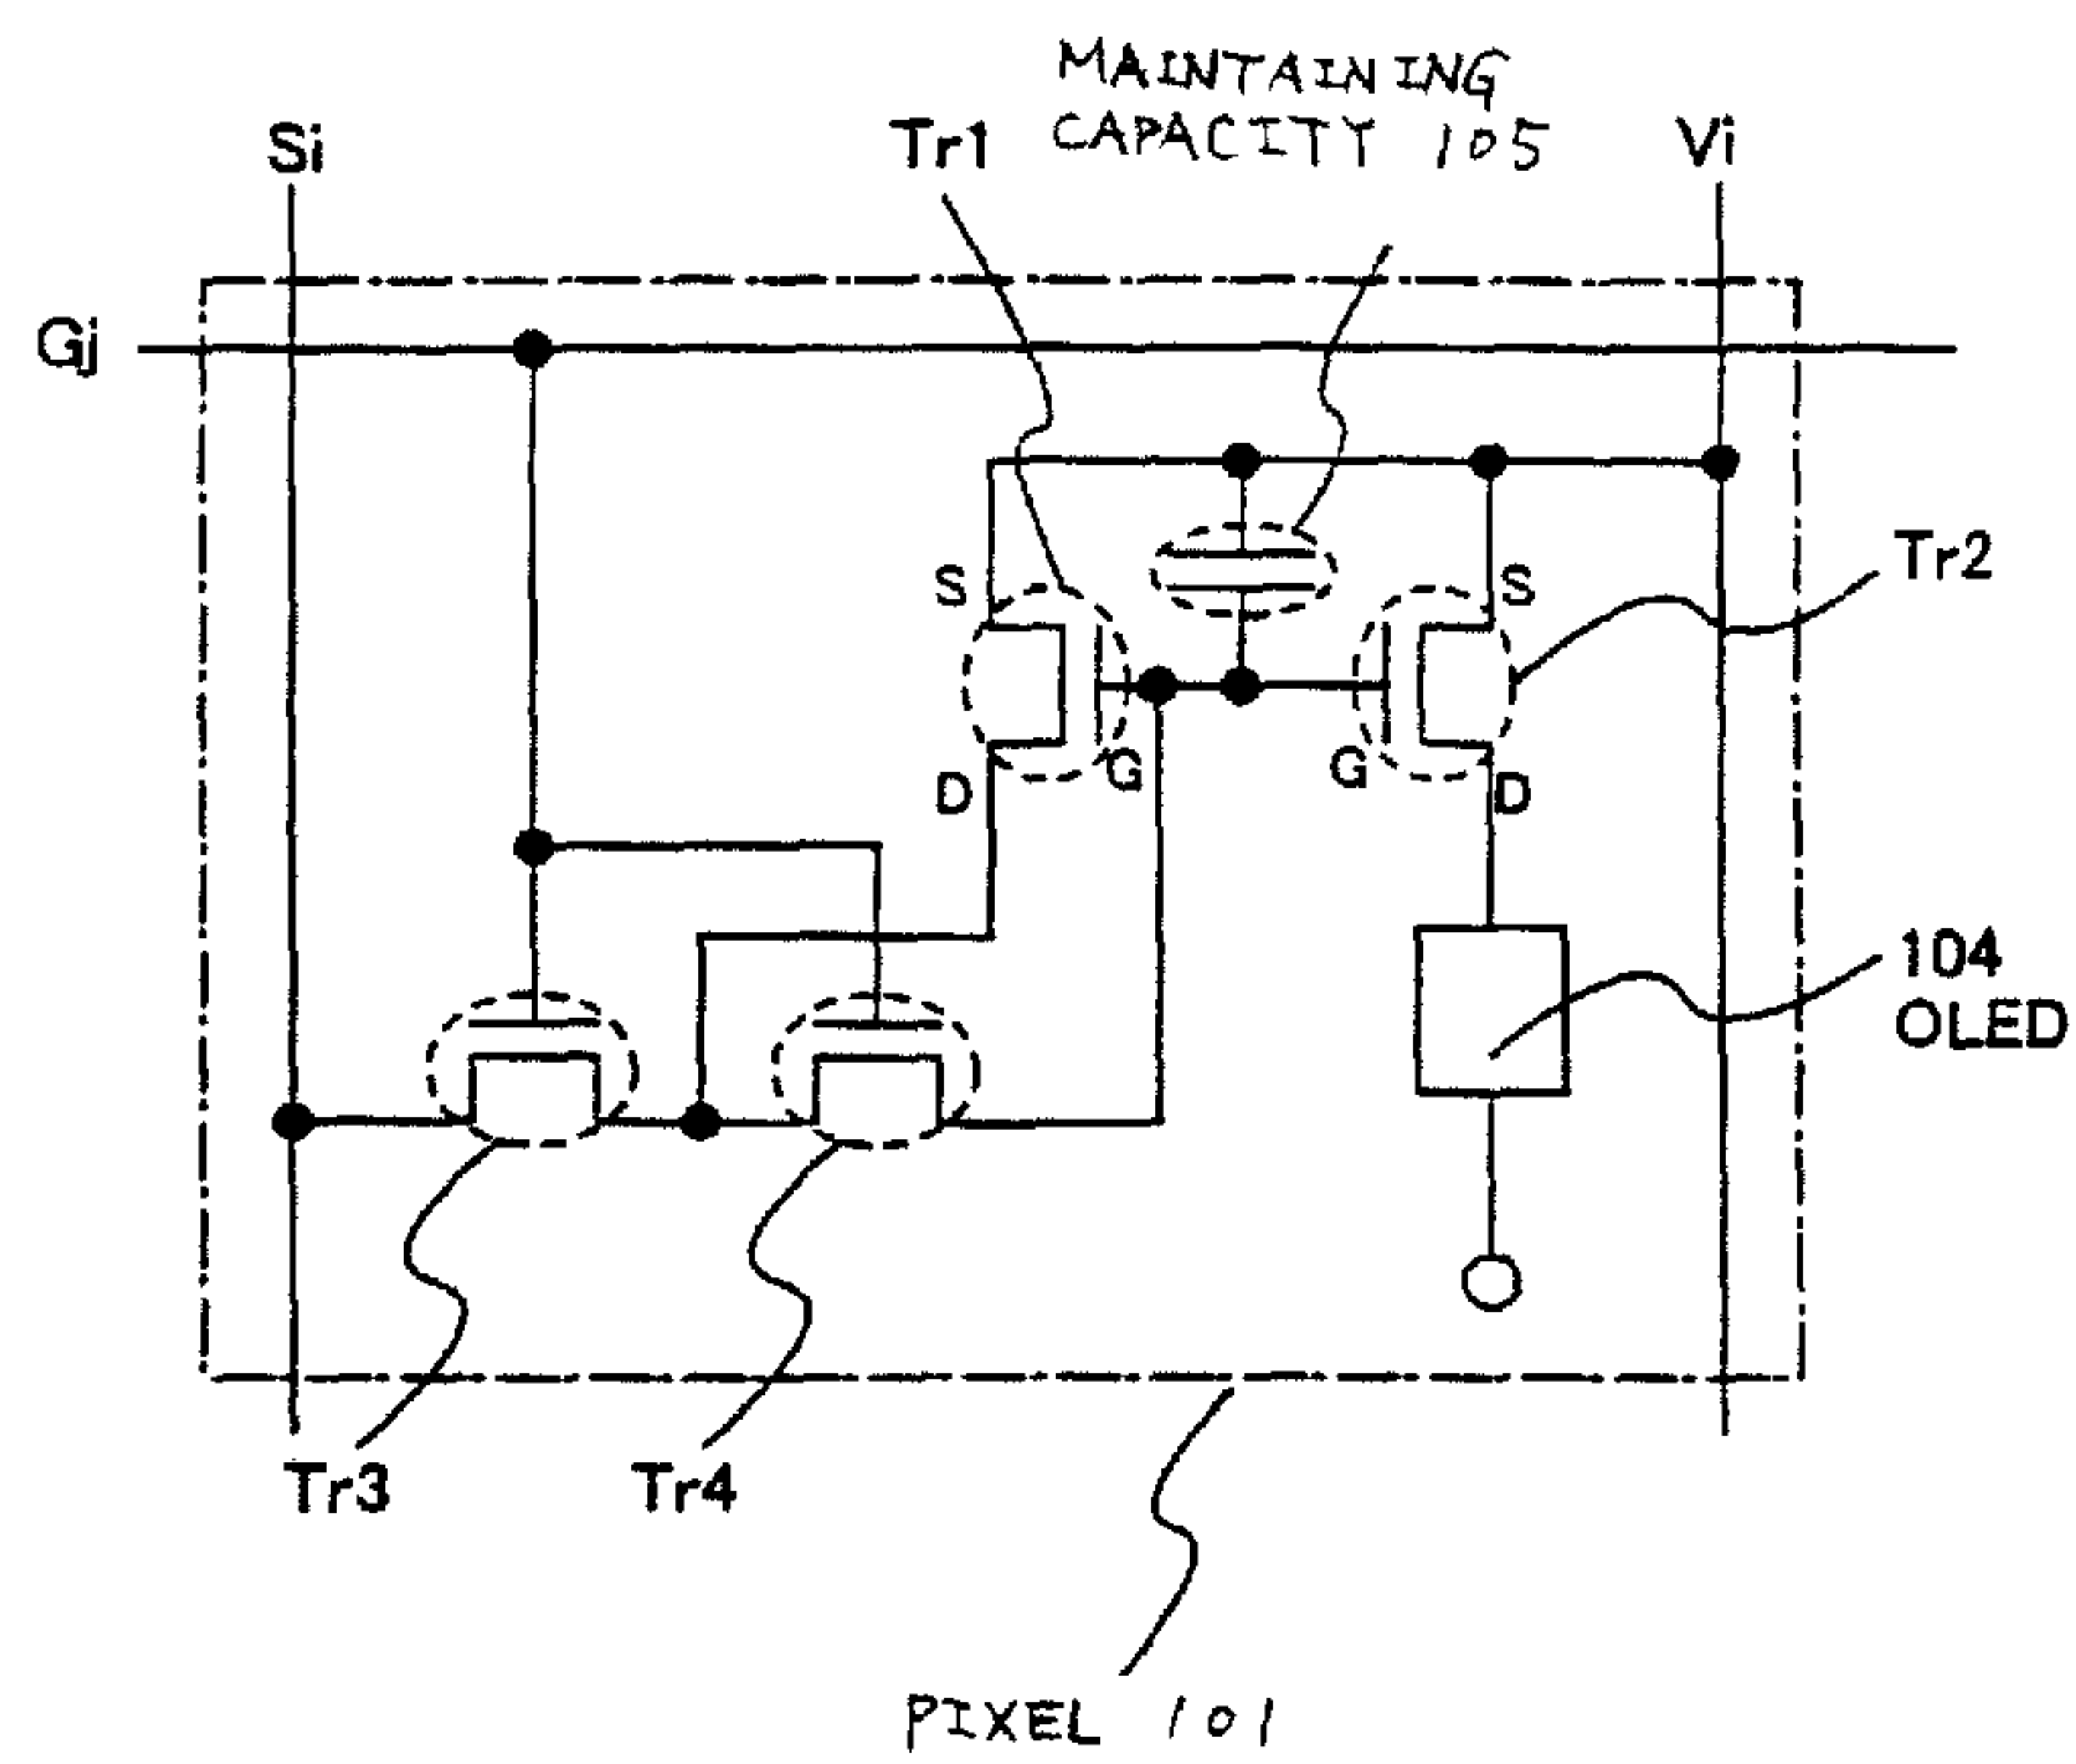 MAINTAINING
CAPACITY 105
Si
Tr1
Vi
Gj
Tr2
S
S
D
G
G
D
104
OLED
Tr3
Tr4
PIXEL 101